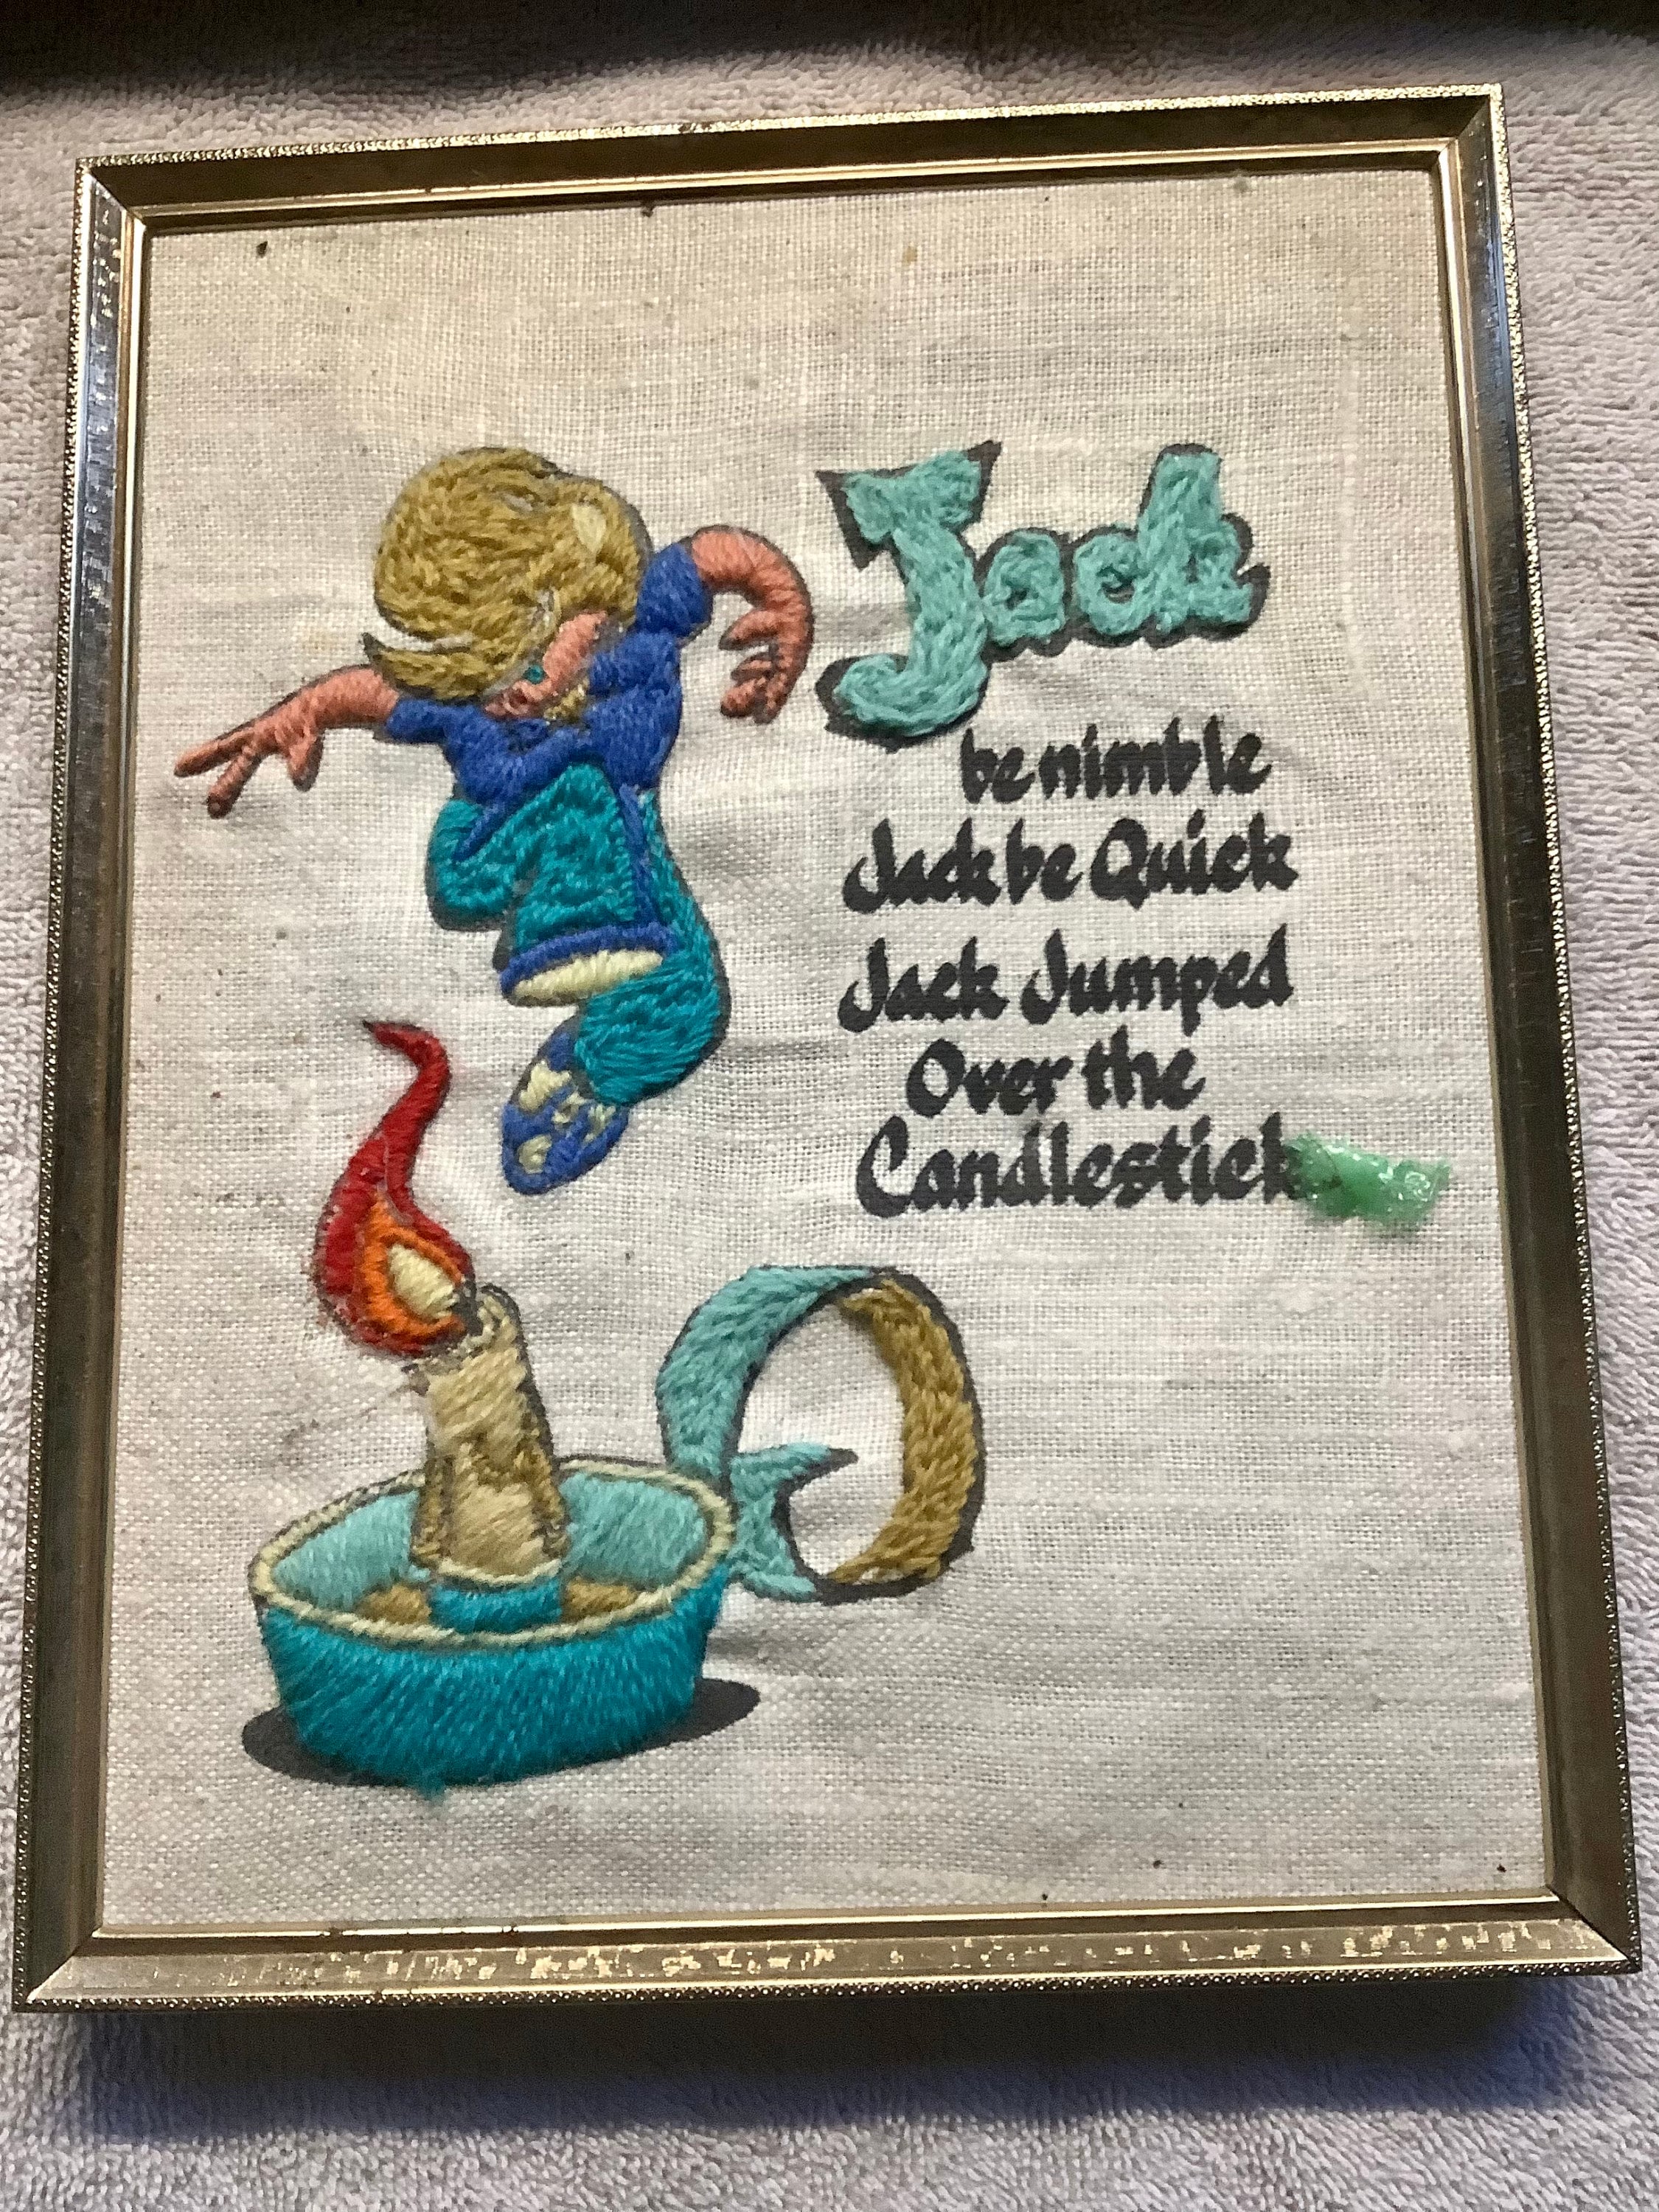 Jack
be nimble
Jack be Quick
Jack Jumped
Over the
Candlestick